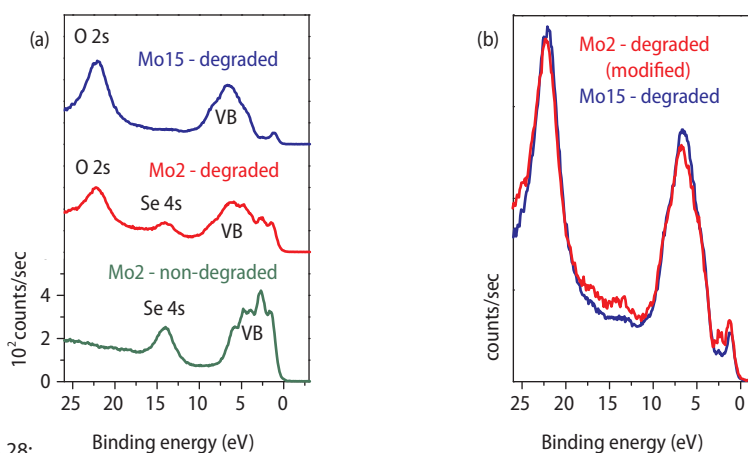 (a)
O 2s
Mo15 - degraded
VB
O 2s
Mo2 - degraded
Se 4s
VB
Mo2 - non-degraded
Se 4s
VB
10² counts/sec
4
2
0
25 20 15 10 5 0
Binding energy (eV)
(b)
Mo2 - degraded
(modified)
Mo15 - degraded
counts/sec
25 20 15 10 5 0
Binding energy (eV)
28: